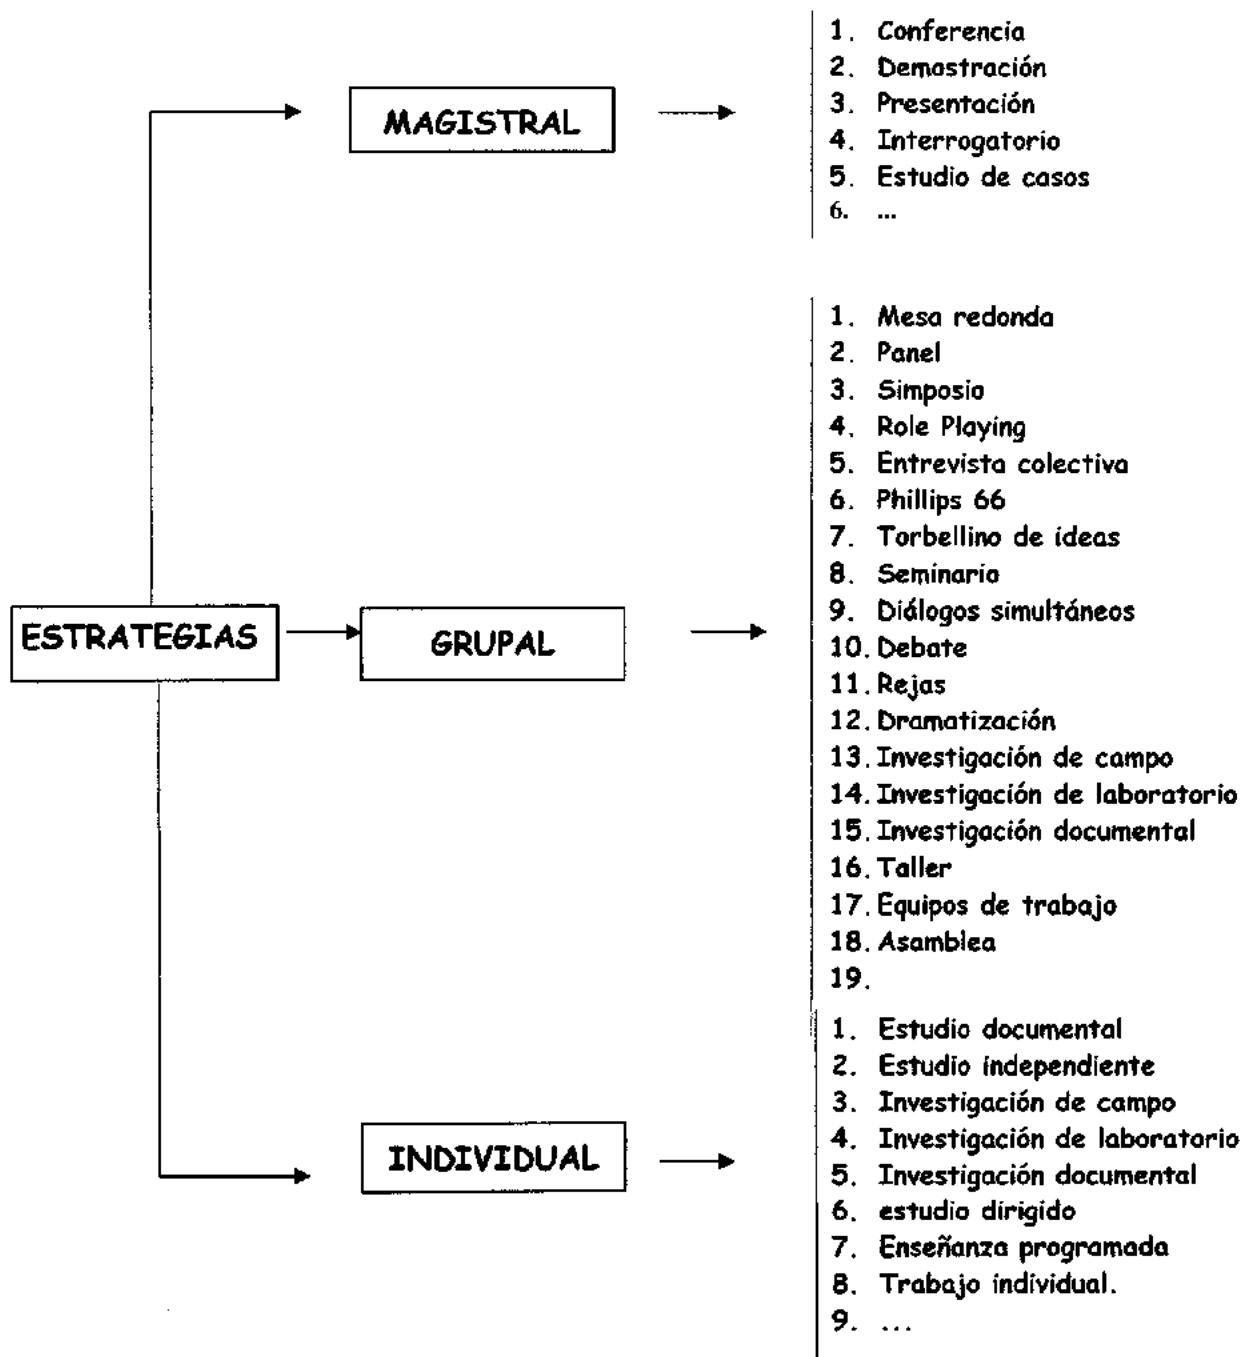 1. Conferencia
2. Demostración
3. Presentación
4. Interrogatorio
5. Estudio de casos
6. ...
MAGISTRAL
1. Mesa redonda
2. Panel
3. Simposio
4. Role Playing
5. Entrevista colectiva
6. Phillips 66
7. Torbellino de ideas
8. Seminario
9. Diálogos simultáneos
10. Debate
11. Rejas
12. Dramatización
13. Investigación de campo
14. Investigación de laboratorio
15. Investigación documental
16. Taller
17. Equipos de trabajo
18. Asamblea
19.
ESTRATEGIAS
GRUPAL
1. Estudio documental
2. Estudio independiente
3. Investigación de campo
4. Investigación de laboratorio
5. Investigación documental
6. estudio dirigido
7. Enseñanza programada
8. Trabajo individual.
9. ...
INDIVIDUAL